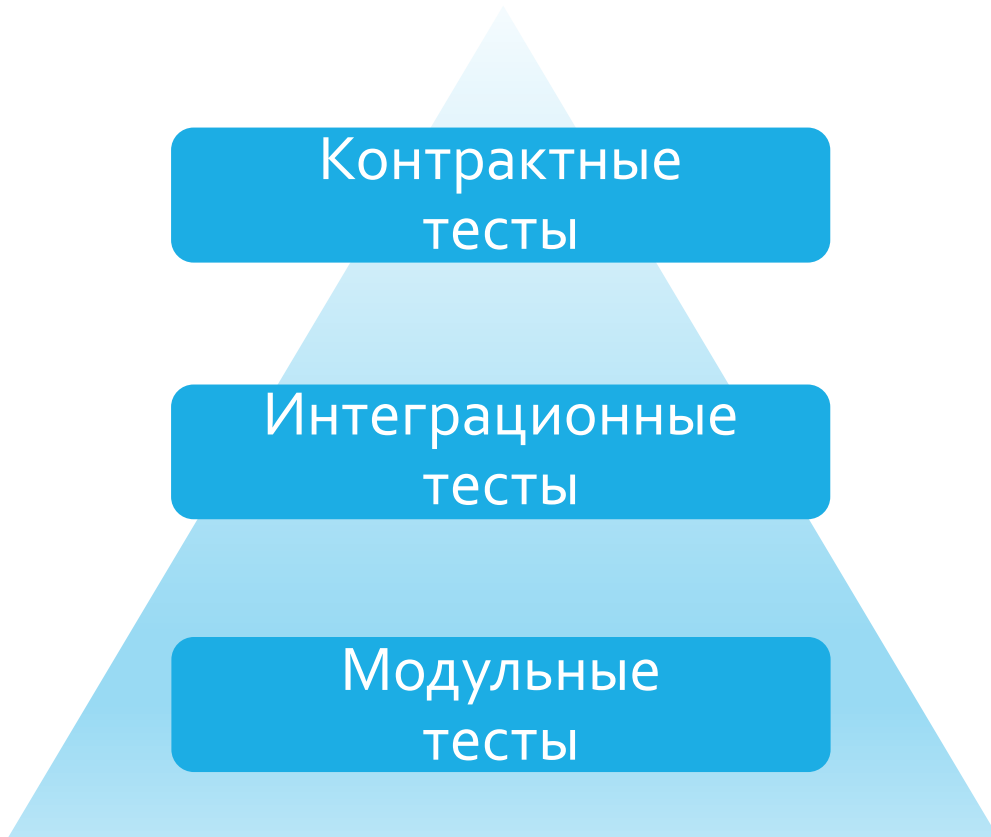 Контрактные
тесты
Интеграционные
тесты
Модульные
тесты